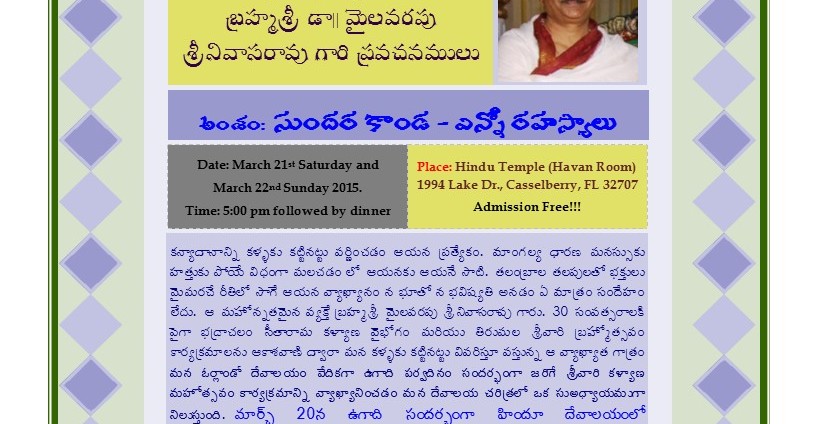 బ్రహ్మశ్రీ డా|| మైలవరపు
శ్రీనివాసరావు గారి ప్రవచనములు
అంశం: సుందర కాండ - ఎన్నో రహస్యాలు
Date: March 21st Saturday and
March 22nd Sunday 2015.
Time: 5:00 pm followed by dinner
Place: Hindu Temple (Havan Room)
1994 Lake Dr., Casselberry, FL 32707
Admission Free!!!
కన్యాదానాన్ని కళ్ళకు కట్టినట్టు వర్ణించడం ఆయన ప్రత్యేకం. మాంగల్య ధారణ మనస్సుకు
హత్తుకు పోయే విధంగా మలచడం లో ఆయనకు ఆయనే సాటి. తలంబ్రాల తలపులతో భక్తులు
మైమరచే రీతిలో సాగే ఆయన వ్యాఖ్యానం న భూతో న భవిష్యతి అనడం ఏ మాత్రం సందేహం
లేదు. ఆ మహోన్నతమైన వ్యక్తే బ్రహ్మశ్రీ మైలవరపు శ్రీనివాసరావు గారు. 30 సంవత్సరాలకి
పైగా భద్రాచలం సీతారామ కళ్యాణ వైభోగం మరియు తిరుమల శ్రీవారి బ్రహ్మోత్సవం
కార్యక్రమాలను ఆకాశవాణి ద్వారా మన కళ్ళకు కట్టినట్టు వివరిస్తూ వస్తున్న ఆ వ్యాఖ్యాత గాత్రం
మన ఓర్లాండో దేవాలయం వేదికగా ఉగాది పర్వదినం సందర్భంగా జరిగే శ్రీవారి కళ్యాణ
మహోత్సవం కార్యక్రమాన్ని వ్యాఖ్యానించడం మన దేవాలయ చరిత్రలో ఒక సుఅధ్యాయముగా
నిలుస్తుంది. మార్చ్ 20న ఉగాది సందర్భంగా హిందూ దేవాలయంలో